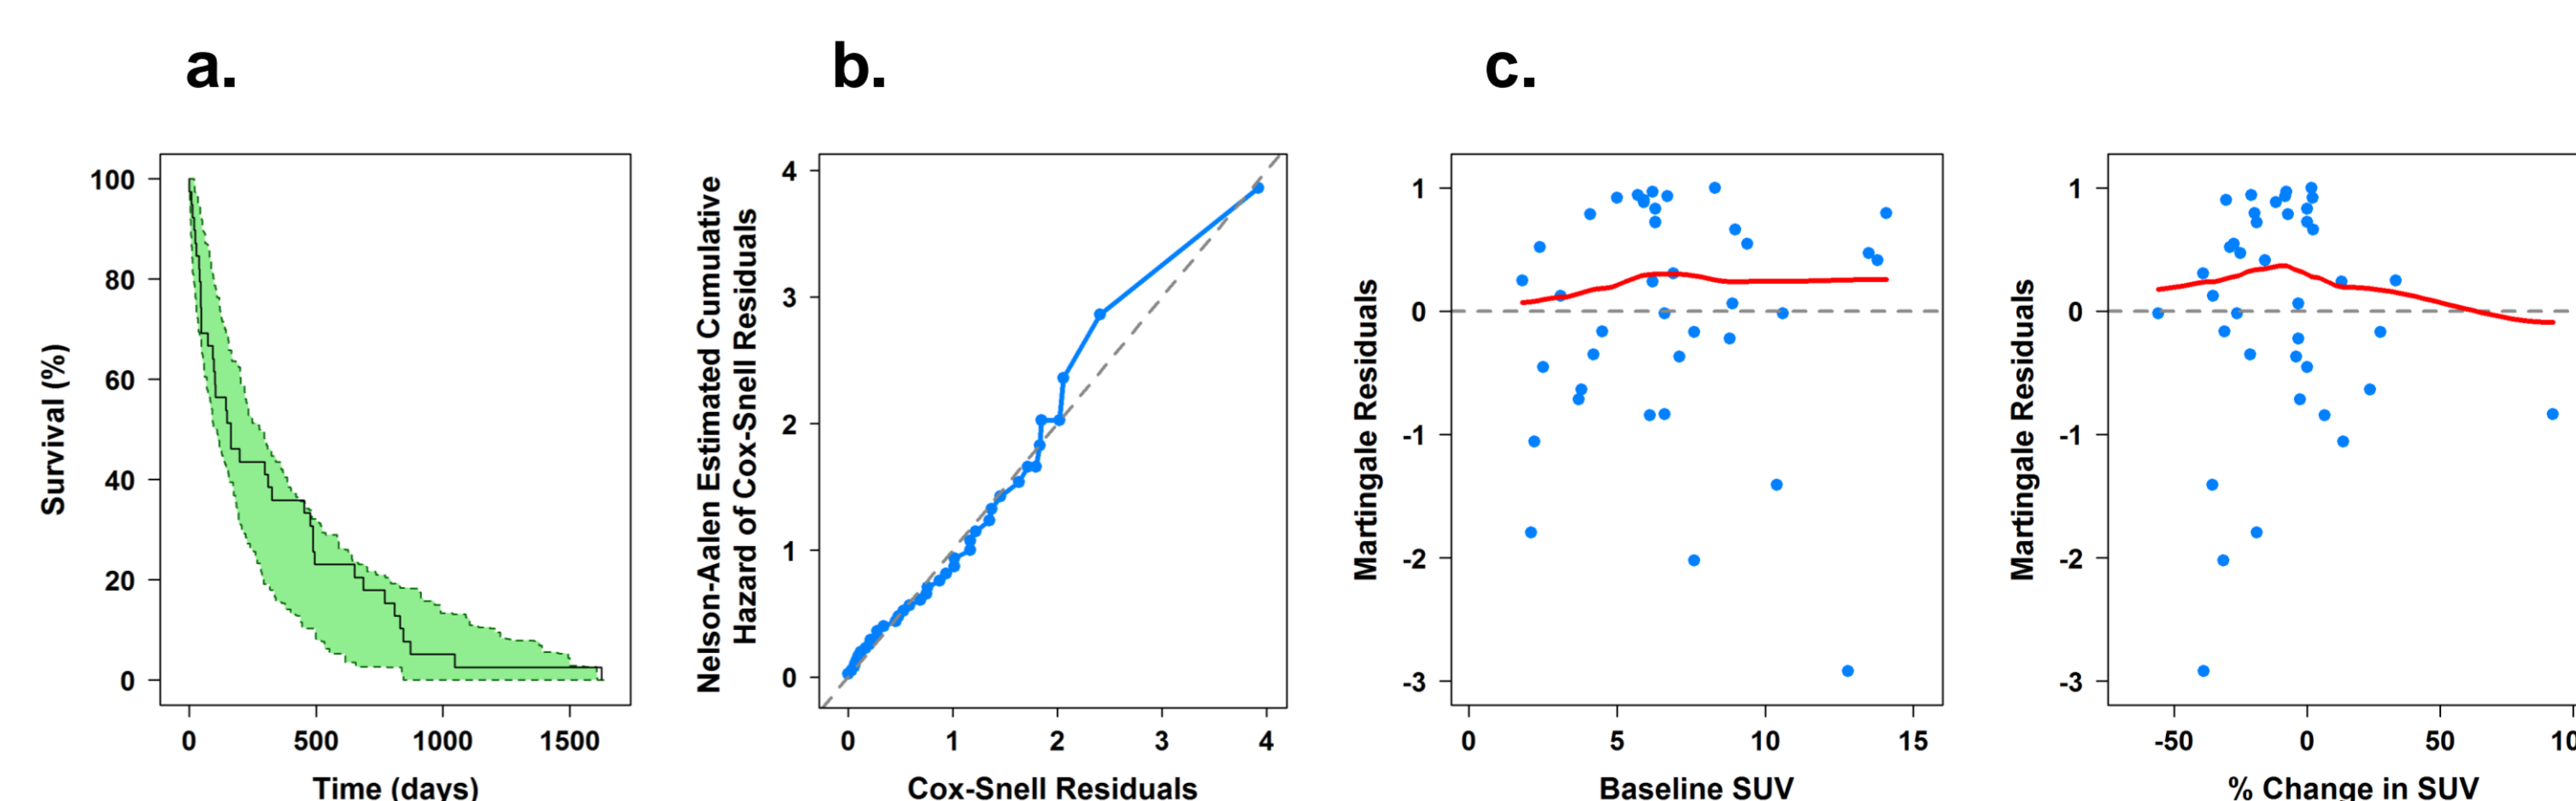 a.
b.
c.
Survival (%)
100
80
60
40
20
0
0 500 1000 1500
Time (days)
Nelson-Aalen Estimated Cumulative
Hazard of Cox-Snell Residuals
4
3
2
1
0
0 1 2 3 4
Cox-Snell Residuals
Martingale Residuals
1
0
-1
-2
-3
0 5 10 15
Baseline SUV
Martingale Residuals
1
0
-1
-2
-3
-50 0 50
% Change in SUV